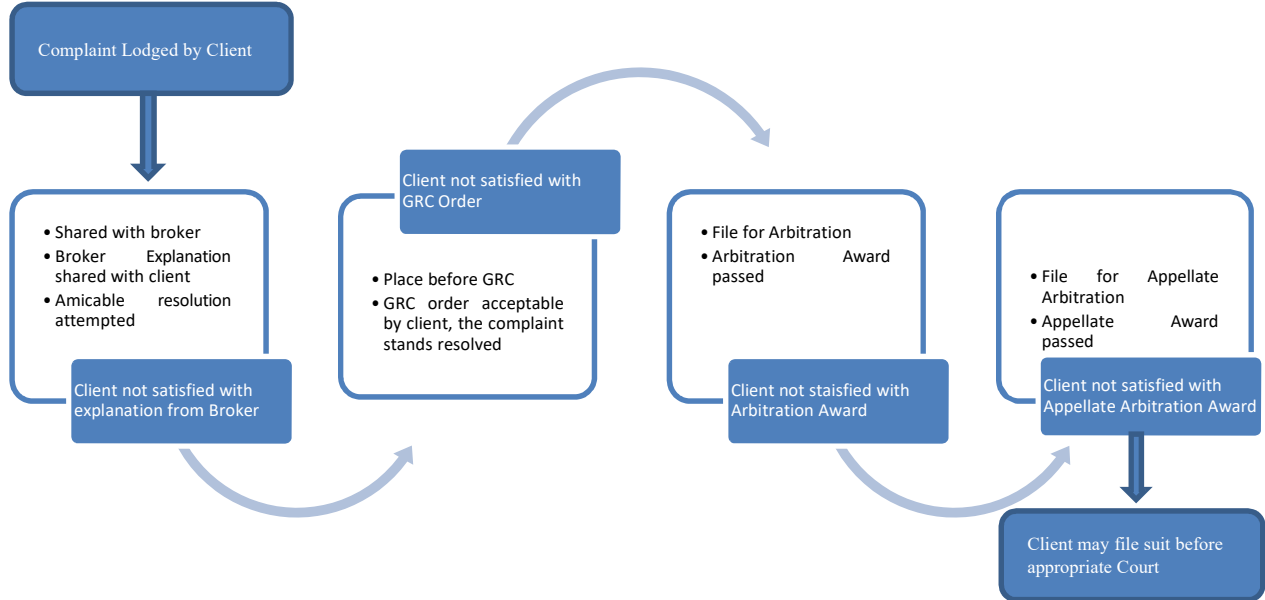 Complaint Lodged by Client
• Shared with broker
• Broker Explanation
shared with client
• Amicable resolution
attempted
Client not satisfied with
explanation from Broker
Client not satisfied with
GRC Order
• Place before GRC
• GRC order acceptable
by client, the complaint
stands resolved
• File for Arbitration
• Arbitration Award
passed
Client not staisfied with
Arbitration Award
• File for Appellate
Arbitration
• Appellate Award
passed
Client not satisfied with
Appellate Arbitration Award
Client may file suit before
appropriate Court